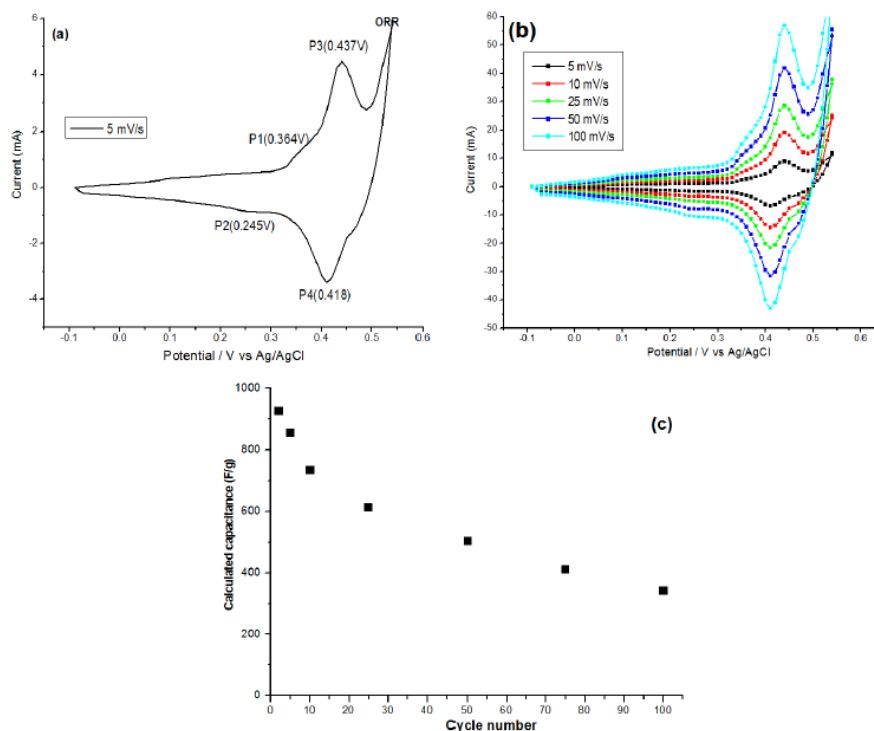 (a)
ORR
P3(0.437V)
5 mV/s
P1(0.364V)
P2(0.245V)
P4(0.418)
6
4
2
0
-2
-4
Current (mA)
-0.1 0.0 0.1 0.2 0.3 0.4 0.5 0.6
Potential / V vs Ag/AgCl
(b)
5 mV/s
10 mV/s
25 mV/s
50 mV/s
100 mV/s
60
50
40
30
20
10
0
-10
-20
-30
-40
-50
Current (mA)
-0.1 0.0 0.1 0.2 0.3 0.4 0.5 0.6
Potential / V vs Ag/AgCl
(c)
1000
800
600
400
200
0
Calculated capacitance (F/g)
0 10 20 30 40 50 60 70 80 90 100
Cycle number